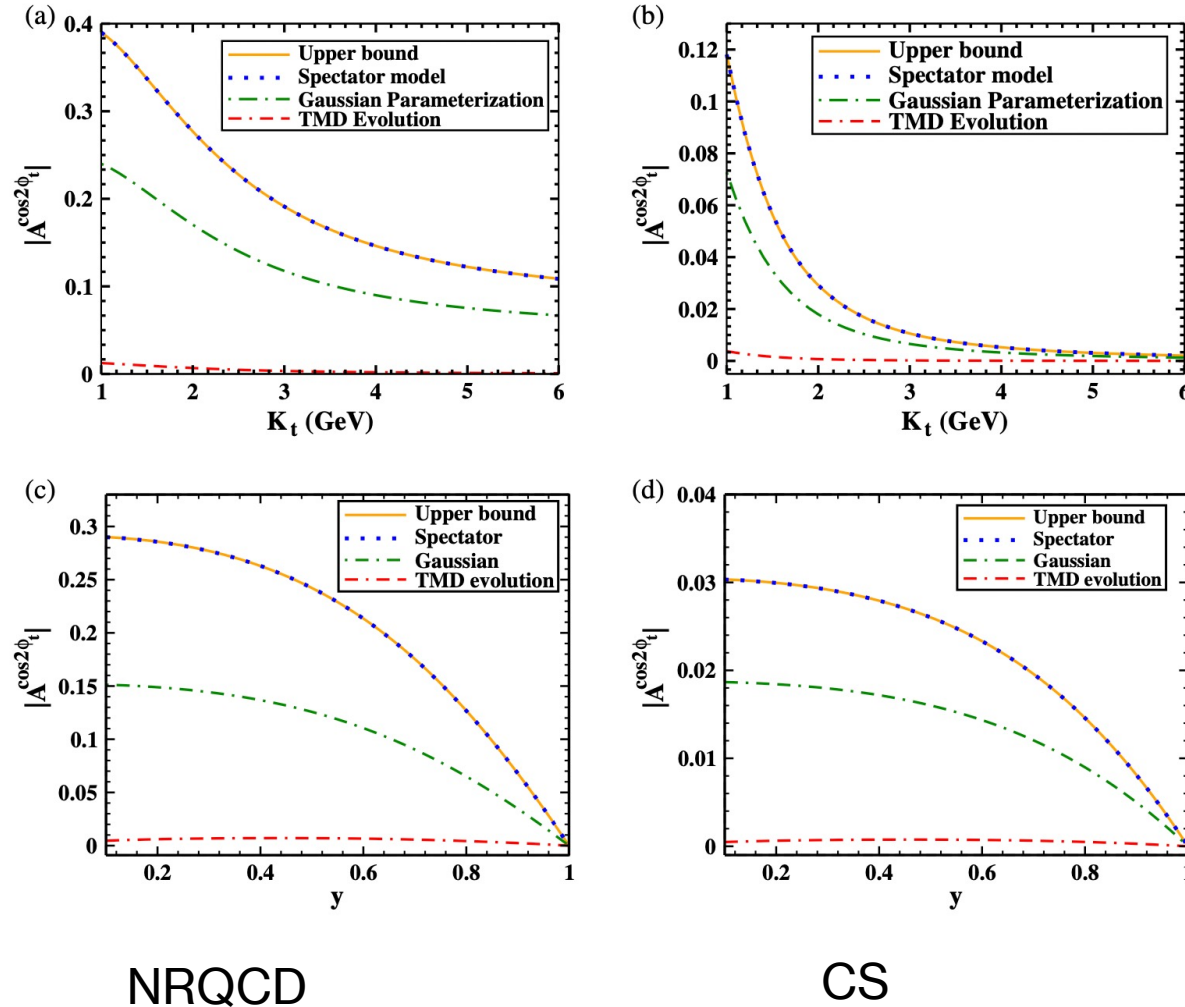 (a)
0.4
0.3
0.2
0.1
0
|A^cos2ϕ_t|
Upper bound
Spectator model
Gaussian Parameterization
TMD Evolution
1 2 3 4 5 6
K_t (GeV)
(b)
0.12
0.1
0.08
0.06
0.04
0.02
0
|A^cos2ϕ_t|
Upper bound
Spectator model
Gaussian Parameterization
TMD Evolution
1 2 3 4 5 6
K_t (GeV)
(c)
0.3
0.25
0.2
0.15
0.1
0.05
0
|A^cos2ϕ_t|
Upper bound
Spectator
Gaussian
TMD evolution
0.2 0.4 0.6 0.8 1
y
(d)
0.04
0.03
0.02
0.01
0
|A^cos2ϕ_t|
Upper bound
Spectator
Gaussian
TMD evolution
0.2 0.4 0.6 0.8 1
y
NRQCD
CS